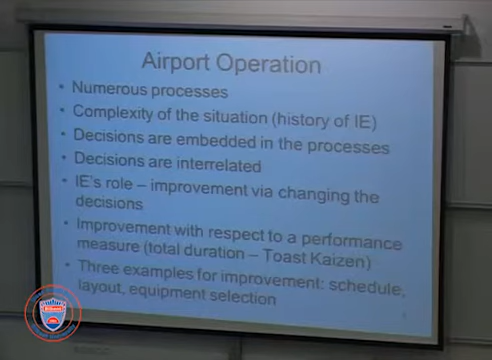 Airport Operation
• Numerous processes
• Complexity of the situation (history of IE)
• Decisions are embedded in the processes
• Decisions are interrelated
• IE's role – improvement via changing the
decisions
• Improvement with respect to a performance
measure (total duration – Toast Kaizen)
• Three examples for improvement: schedule,
layout, equipment selection